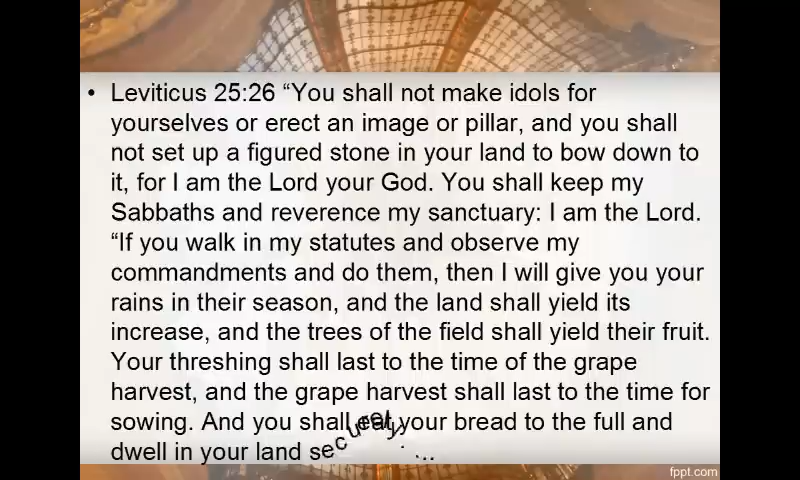 • Leviticus 25:26 “You shall not make idols for
yourselves or erect an image or pillar, and you shall
not set up a figured stone in your land to bow down to
it, for I am the Lord your God. You shall keep my
Sabbaths and reverence my sanctuary: I am the Lord.
“If you walk in my statutes and observe my
commandments and do them, then I will give you your
rains in their season, and the land shall yield its
increase, and the trees of the field shall yield their fruit.
Your threshing shall last to the time of the grape
harvest, and the grape harvest shall last to the time for
sowing. And you shall eat your bread to the full and
dwell in your land securely. ...
fppt.com